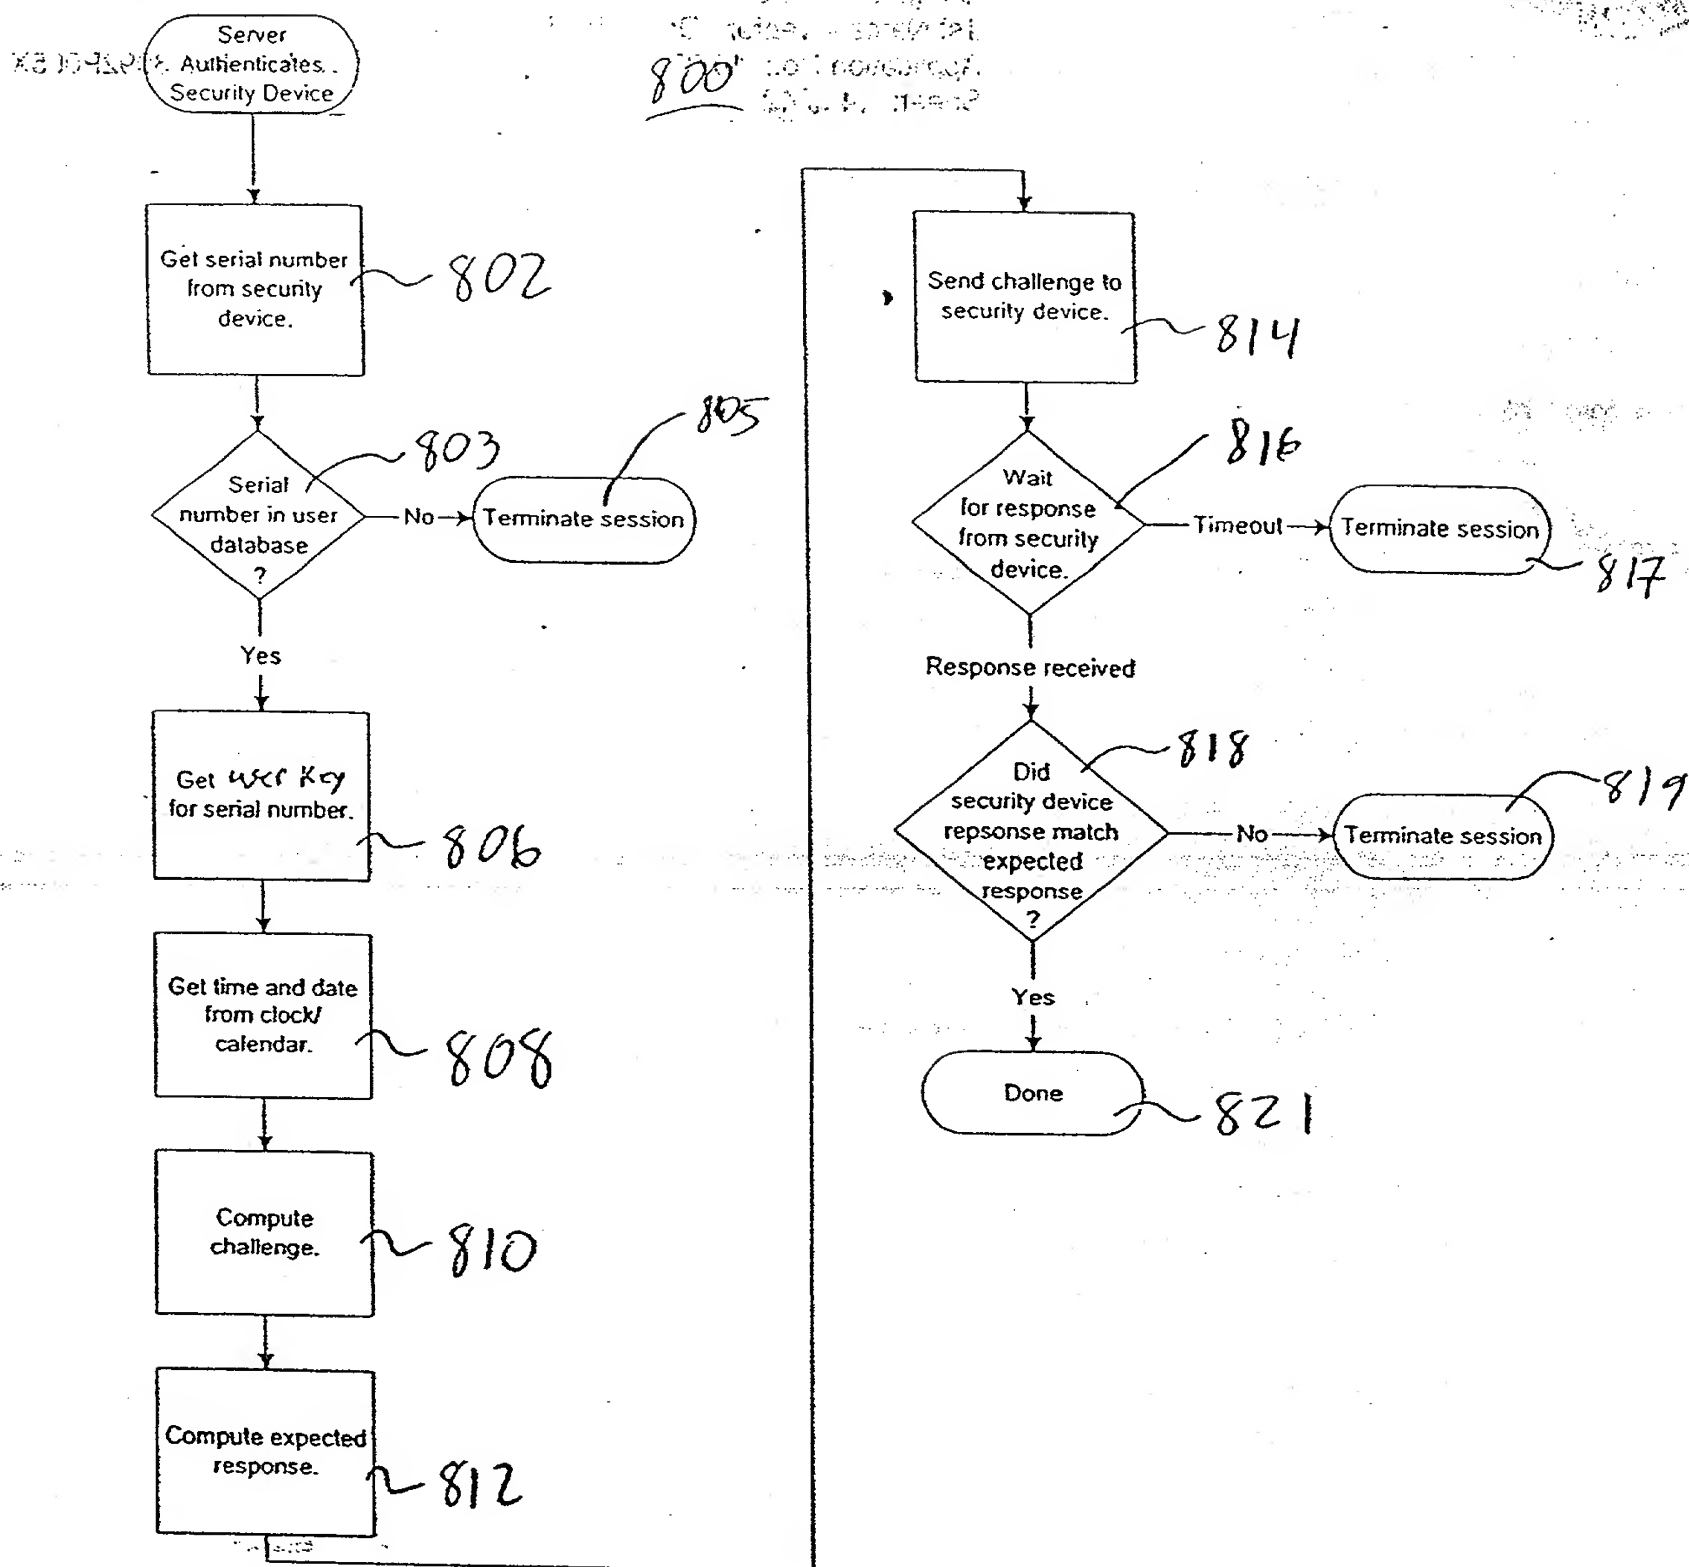 800
Server
Authenticates
Security Device
Get serial number
from security
device.
802
Serial
number in user
database
?
803
No
Terminate session
805
Yes
Get user key
for serial number.
806
Get time and date
from clock/
calendar.
808
Compute
challenge.
810
Compute expected
response.
812
Send challenge to
security device.
814
Wait
for response
from security
device.
816
Timeout
Terminate session
817
Response received
Did
security device
repsonse match
expected
response
?
818
No
Terminate session
819
Yes
Done
821